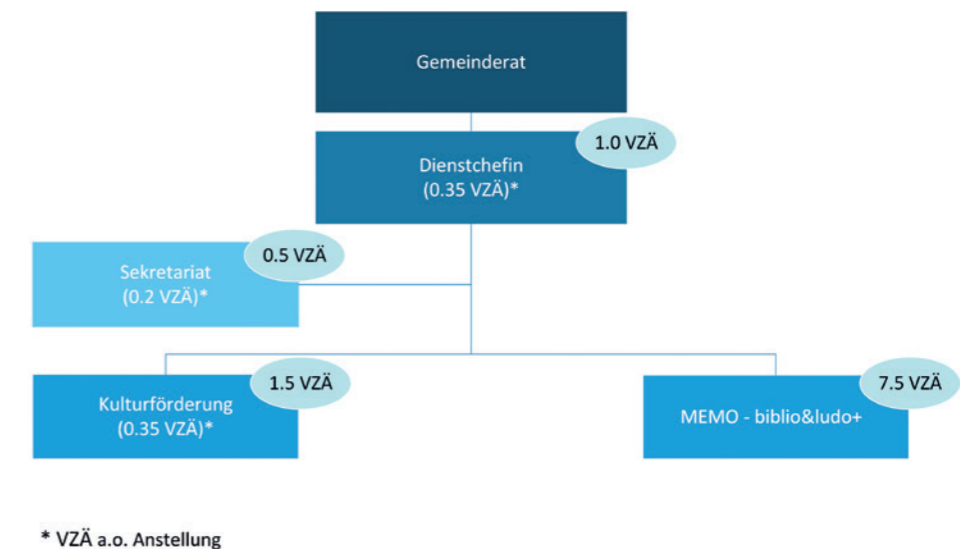 Gemeinderat
1.0 VZÄ
Dienstchefin
(0.35 VZÄ)*
0.5 VZÄ
Sekretariat
(0.2 VZÄ)*
1.5 VZÄ
Kulturförderung
(0.35 VZÄ)*
7.5 VZÄ
MEMO - biblio&ludo+
* VZÄ a.o. Anstellung